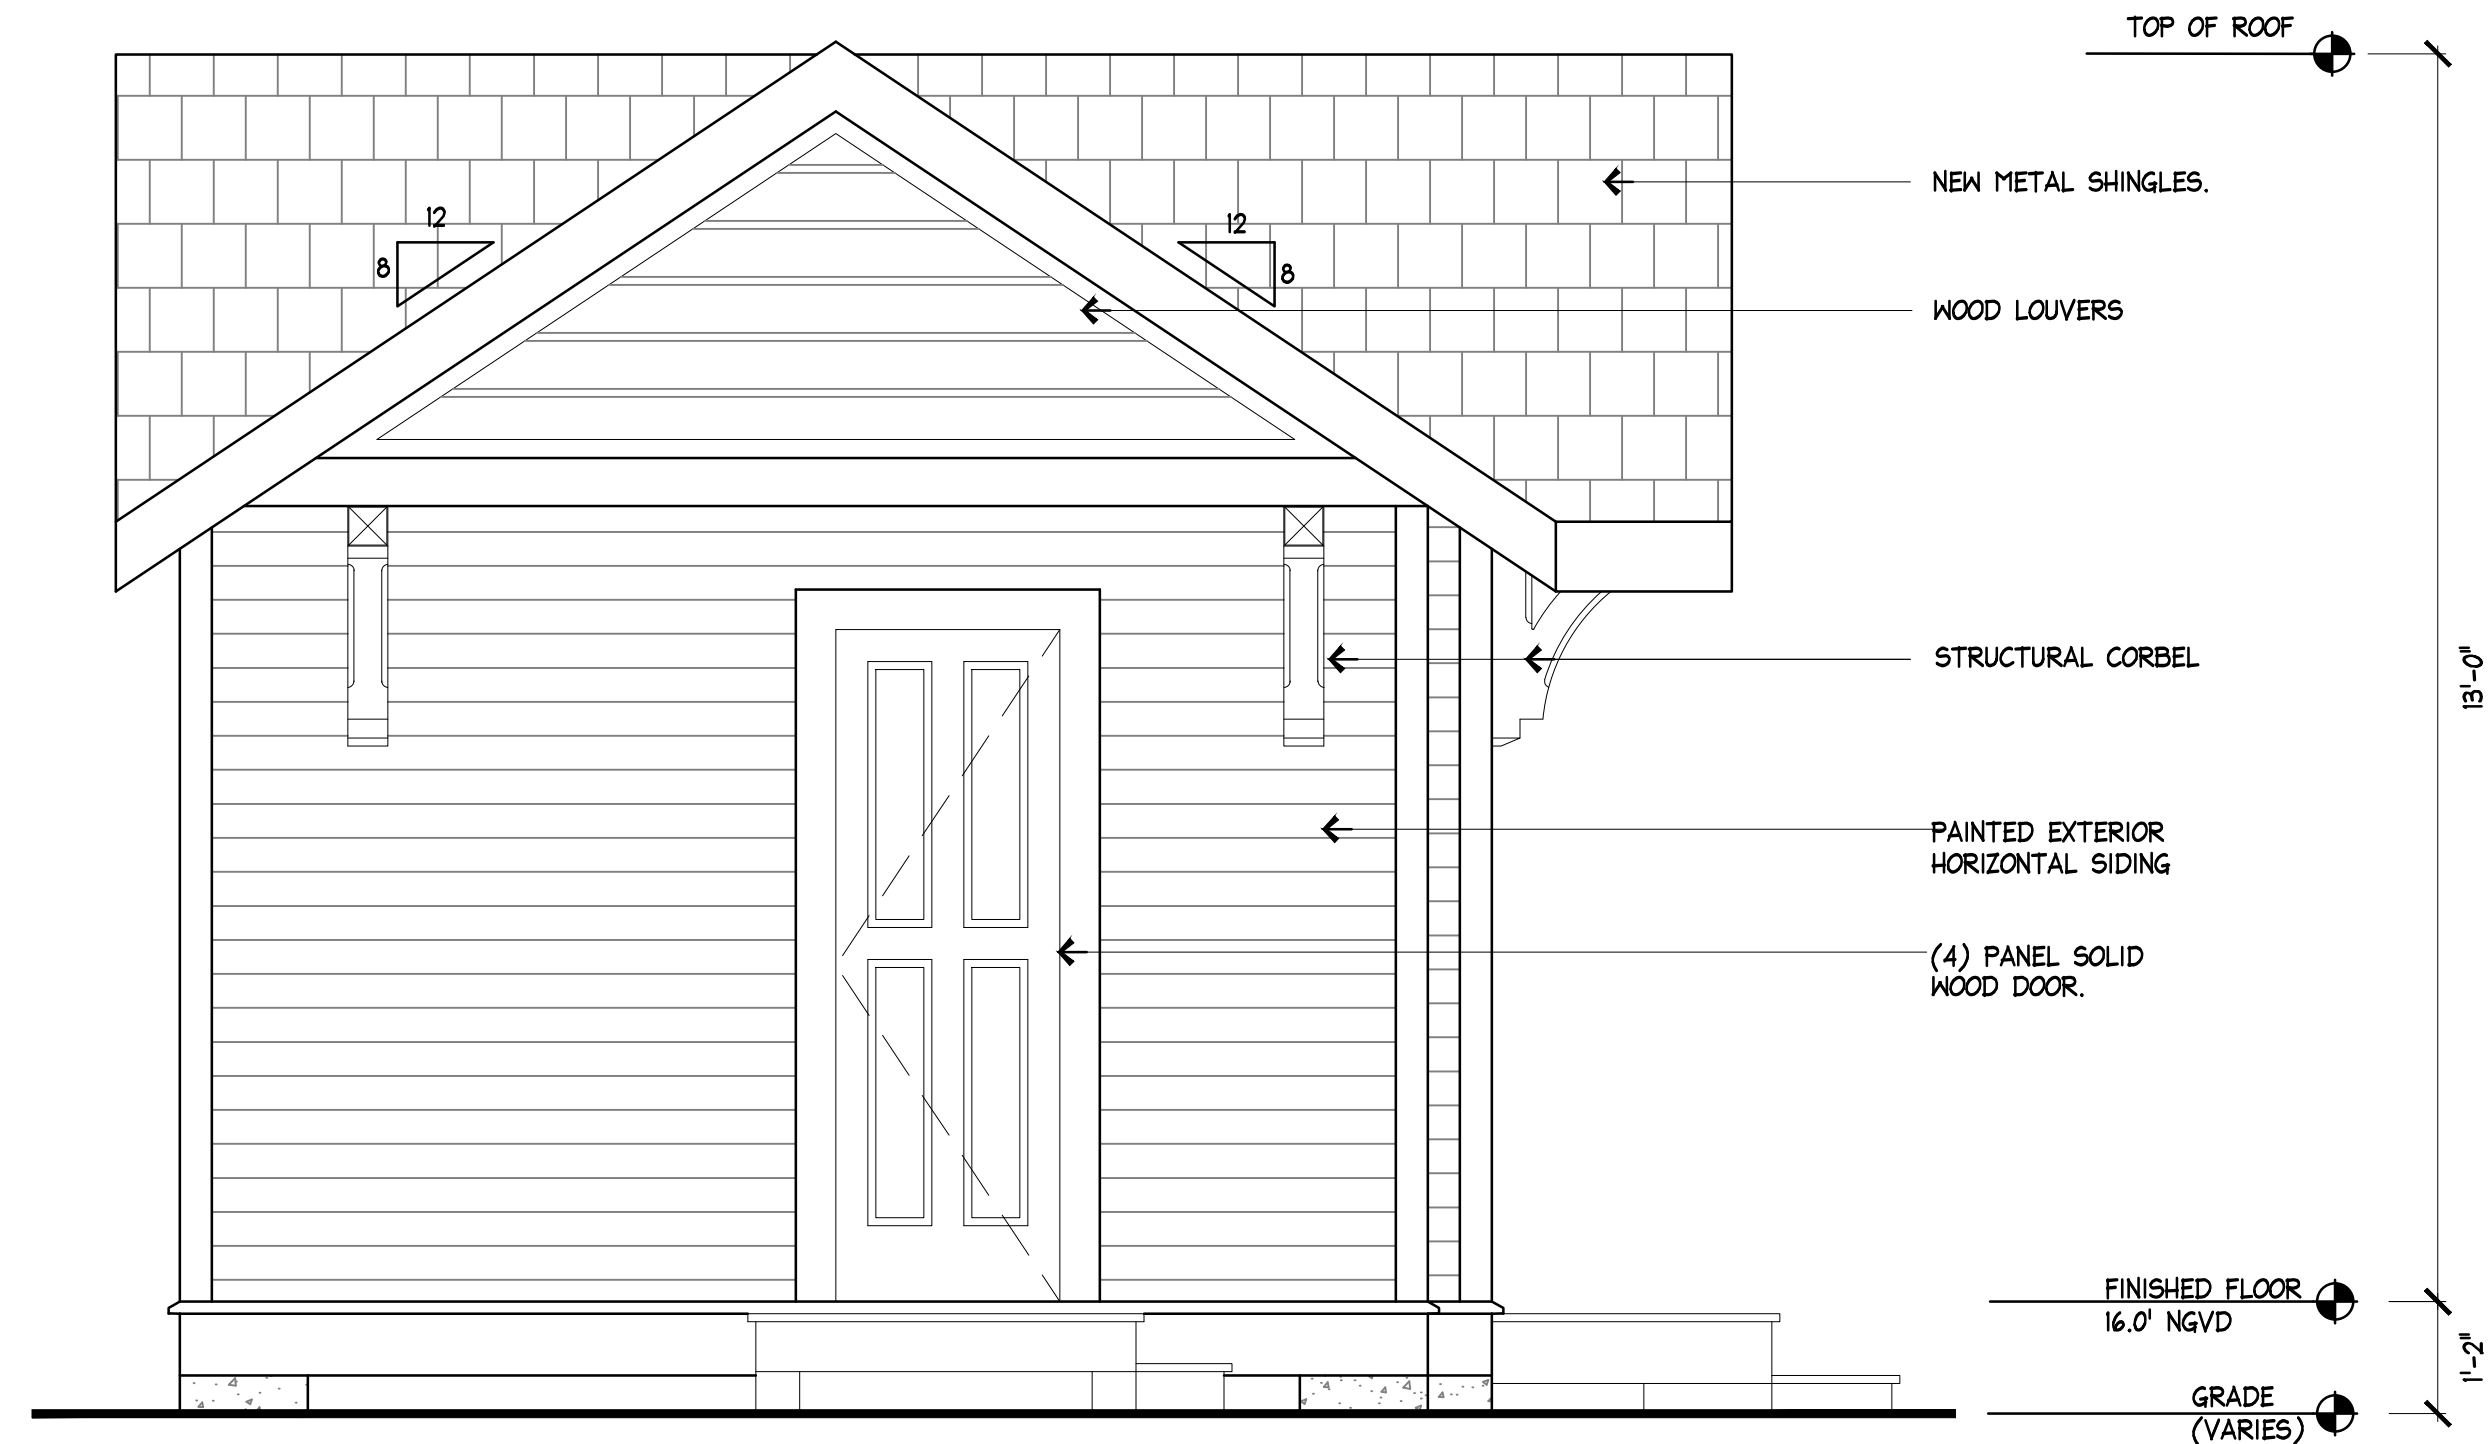 TOP OF ROOF
NEW METAL SHINGLES.
12
12
8
8
WOOD LOUVERS
STRUCTURAL CORBEL
13'-0"
PAINTED EXTERIOR
HORIZONTAL SIDING
(4) PANEL SOLID
WOOD DOOR.
FINISHED FLOOR
16.0' NGVD
1'-2"
GRADE
(VARIES)